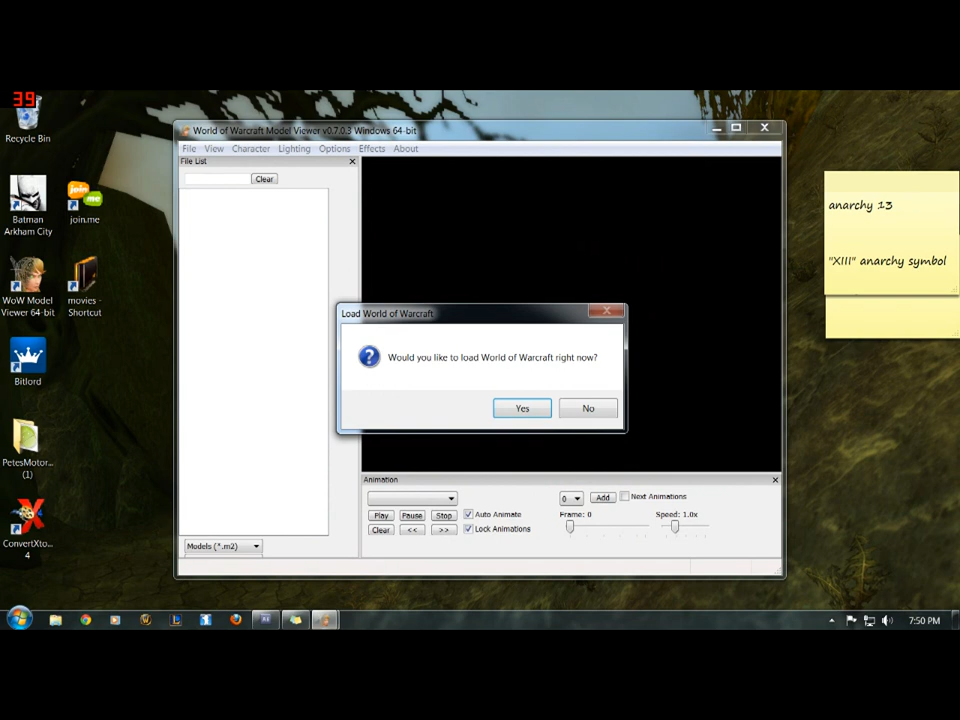 39
Recycle Bin
Batman
Arkham City
join.me
WoW Model
Viewer 64-bit
movies -
Shortcut
Bitlord
PetesMotor...
(1)
ConvertXto...
4
World of Warcraft Model Viewer v0.7.0.3 Windows 64-bit
File View Character Lighting Options Effects About
File List
Clear
Load World of Warcraft
Would you like to load World of Warcraft right now?
Yes No
Models (*.m2)
Animation
0 Add Next Animations
Play Pause Stop Auto Animate Frame: 0 Speed: 1.0x
Clear << >> Lock Animations
anarchy 13
"XIII" anarchy symbol
7:50 PM